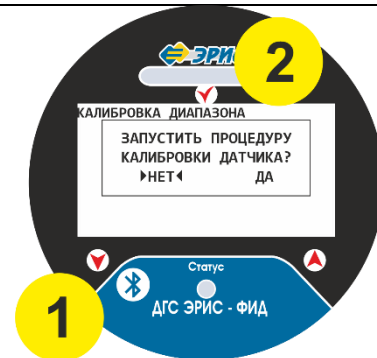 ЭРИС
2
КАЛИБРОВКА ДИАПАЗОНА
ЗАПУСТИТЬ ПРОЦЕДУРУ
КАЛИБРОВКИ ДАТЧИКА?
НЕТ ДА
Статус
1
ДГС ЭРИС - ФИД